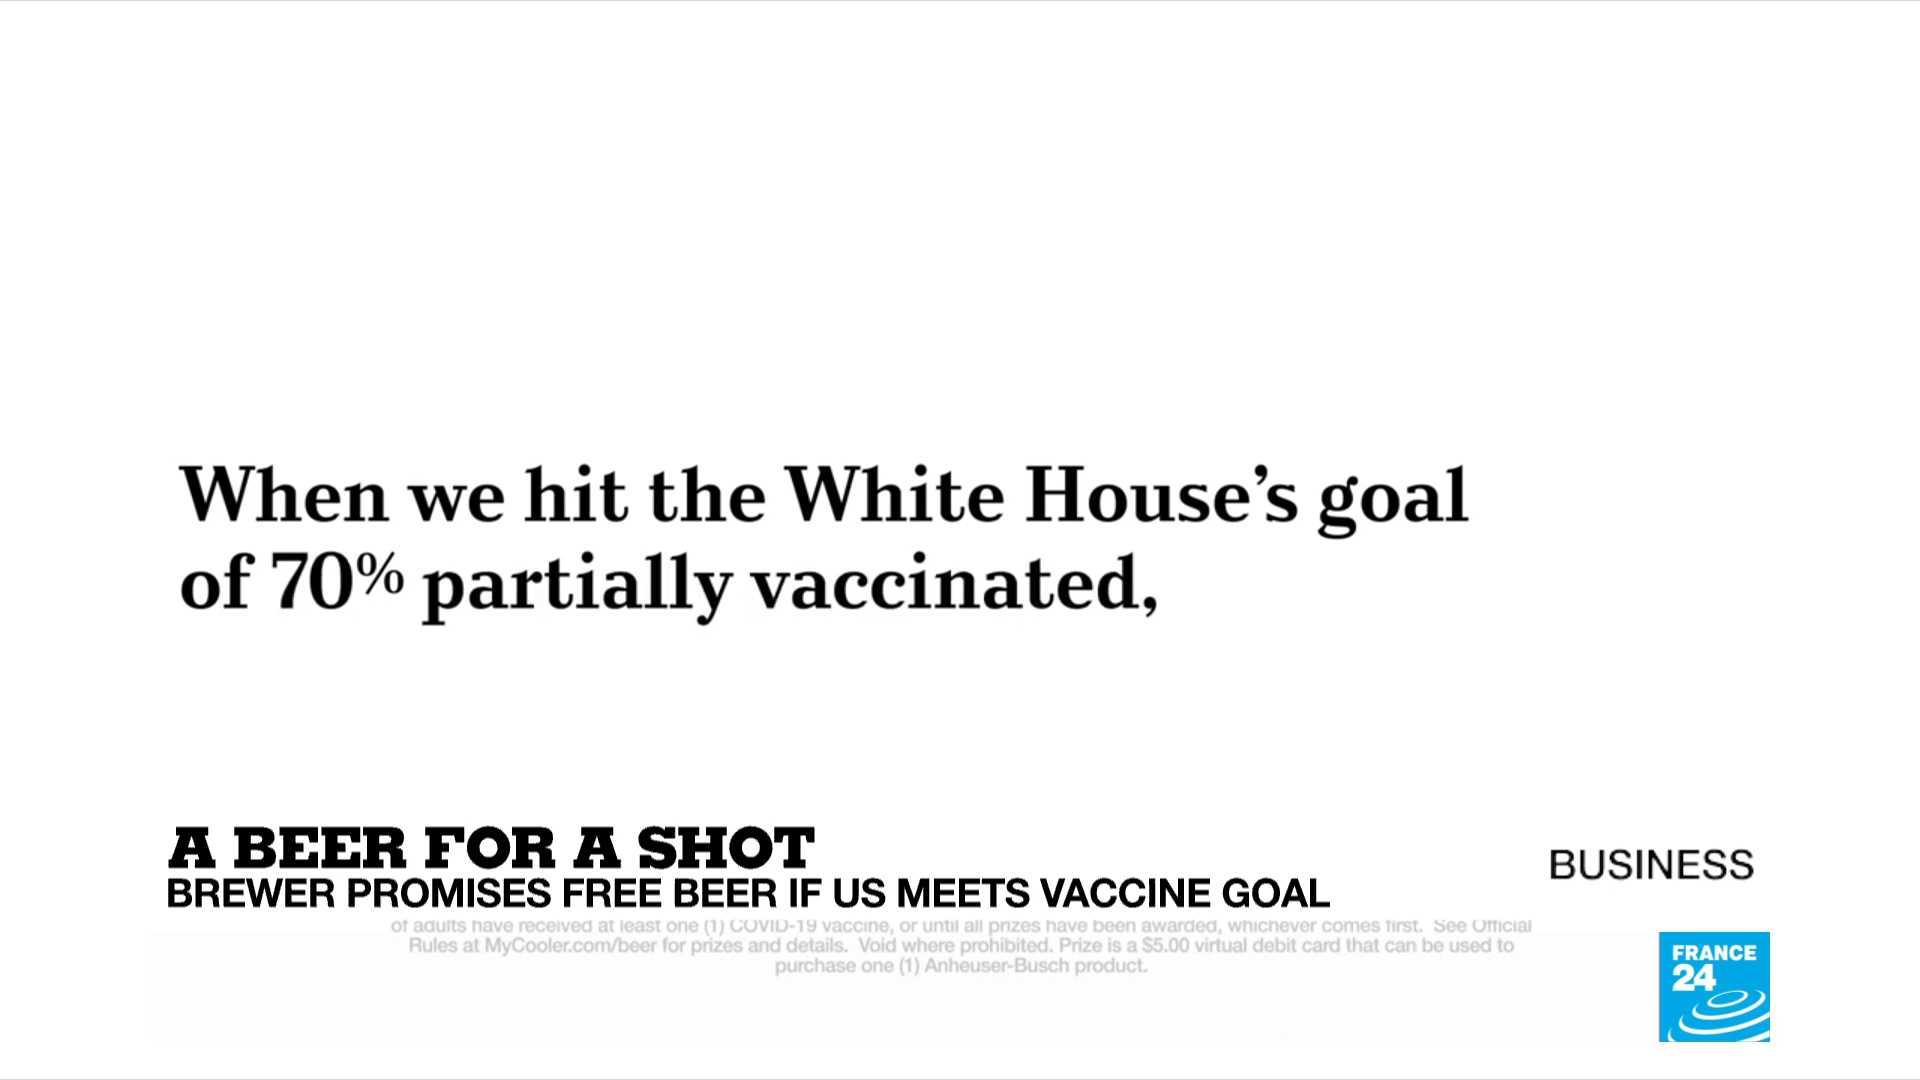 When we hit the White House’s goal
of 70% partially vaccinated,
A BEER FOR A SHOT
BREWER PROMISES FREE BEER IF US MEETS VACCINE GOAL
BUSINESS
of adults have received at least one (1) COVID-19 vaccine, or until all prizes have been awarded, whichever comes first. See Official
Rules at MyCooler.com/beer for prizes and details. Void where prohibited. Prize is a $5.00 virtual debit card that can be used to
purchase one (1) Anheuser-Busch product.
FRANCE
24